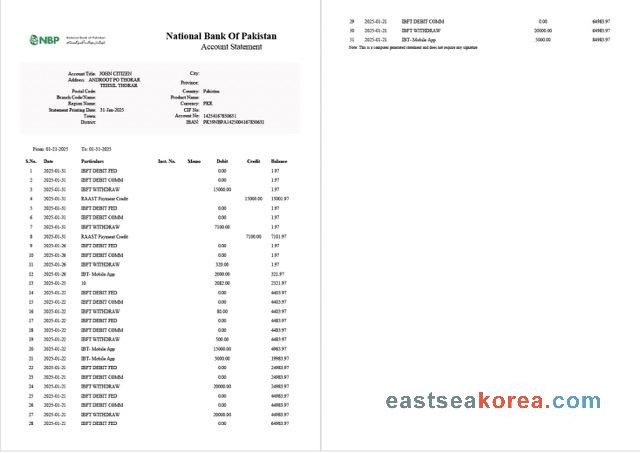 NBP
National Bank of Pakistan
National Bank Of Pakistan
Account Statement
Account Title: JOHN CITIZEN City:
Address: ANDROOT PO THORAR Province:
TEHSIL THORAR
Postal Code: Country: Pakistan
Branch Code/Name: Product Name
Region Name: Currency: PKR
Statement Printing Date: 31-Jan-2025 CIF No:
Town: Account No: 14254167850631
District: IBAN:
From: 01-21-2025 To: 01-31-2025
S.No. Date Particulars Inst. No. Memo Debit Credit Balance
1 2025-01-31 IBFT DEBIT FED 0.00 1.97
2 2025-01-31 IBFT DEBIT COMM 0.00 1.97
3 2025-01-31 IBFT WITHDRAW 15000.00 1.97
4 2025-01-31 RAAST Payment Credit 15000.00 15001.97
5 2025-01-31 IBFT DEBIT FED 0.00 1.97
6 2025-01-31 IBFT DEBIT COMM 0.00 1.97
7 2025-01-31 IBFT WITHDRAW 7100.00 1.97
8 2025-01-31 RAAST Payment Credit 7100.00 7101.97
9 2025-01-26 IBFT DEBIT FED 0.00 1.97
10 2025-01-26 IBFT DEBIT COMM 0.00 1.97
11 2025-01-26 IBFT WITHDRAW 320.00 1.97
12 2025-01-26 IBT- Mobile App 2000.00 321.97
13 2025-01-23 10 2082.00 2321.97
14 2025-01-22 IBFT DEBIT FED 0.00 4403.97
15 2025-01-22 IBFT DEBIT COMM 0.00 4403.97
16 2025-01-22 IBFT WITHDRAW 80.00 4403.97
17 2025-01-22 IBFT DEBIT FED 0.00 4483.97
18 2025-01-22 IBFT DEBIT COMM 0.00 4483.97
19 2025-01-22 IBFT WITHDRAW 500.00 4483.97
20 2025-01-22 IBT- Mobile App 15000.00 4983.97
21 2025-01-22 IBT- Mobile App 5000.00 19983.97
22 2025-01-22 IBFT DEBIT FED 0.00 24983.97
23 2025-01-22 IBFT DEBIT COMM 0.00 24983.97
24 2025-01-22 IBFT WITHDRAW 20000.00 24983.97
25 2025-01-21 IBFT DEBIT FED 0.00 44983.97
26 2025-01-21 IBFT DEBIT COMM 0.00 44983.97
27 2025-01-21 IBFT WITHDRAW 20000.00 44983.97
28 2025-01-21 IBFT DEBIT FED 0.00 64983.97
29 2025-01-21 IBFT DEBIT COMM 0.00 64983.97
30 2025-01-21 IBFT WITHDRAW 20000.00 64983.97
31 2025-01-21 IBT- Mobile App 5000.00 84983.97
Note: This is a computer generated statement and does not require any signature
eastseakorea.com